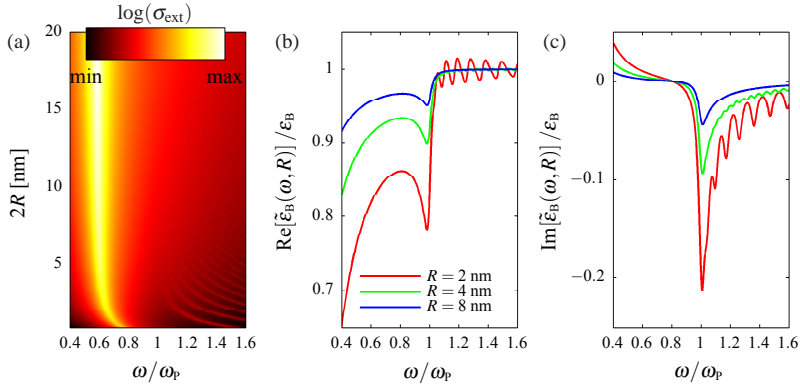 log(σext)
(a)
min
max
2R [nm]
20
15
10
5
0.4 0.6 0.8 1 1.2 1.4 1.6
ω/ωP
(b)
Re[ε̃B(ω,R)]/εB
1
0.9
0.8
0.7
R = 2 nm
R = 4 nm
R = 8 nm
0.4 0.6 0.8 1 1.2 1.4 1.6
ω/ωP
(c)
Im[ε̃B(ω,R)]/εB
0
−0.1
−0.2
0.4 0.6 0.8 1 1.2 1.4 1.6
ω/ωP